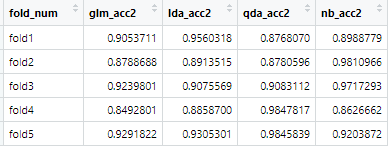 fold_num glm_acc2 lda_acc2 qda_acc2 nb_acc2
fold1 0.9053711 0.9560318 0.8768070 0.8988779
fold2 0.8788688 0.8913515 0.8780596 0.9810966
fold3 0.9239801 0.9075569 0.9083112 0.9717293
fold4 0.8492801 0.8858700 0.9847817 0.8626662
fold5 0.9291822 0.9305301 0.9845839 0.9203872